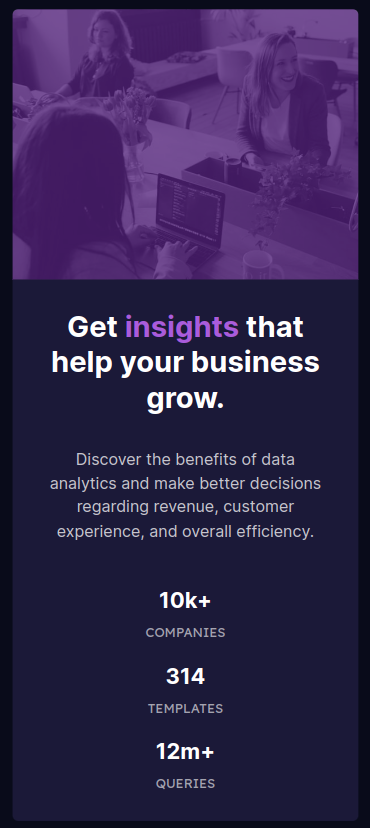 Get insights that
help your business
grow.
Discover the benefits of data
analytics and make better decisions
regarding revenue, customer
experience, and overall efficiency.
10k+
COMPANIES
314
TEMPLATES
12m+
QUERIES